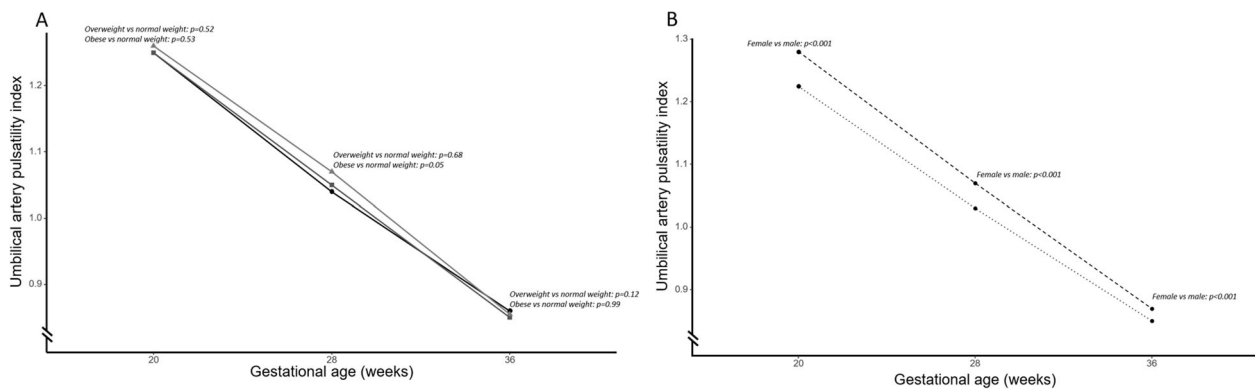 A
Overweight vs normal weight: p=0.52
Obese vs normal weight: p=0.53
Umbilical artery pulsatility index
1.2
1.1
1.0
0.9
Overweight vs normal weight: p=0.68
Obese vs normal weight: p=0.05
Overweight vs normal weight: p=0.12
Obese vs normal weight: p=0.99
20
28
36
Gestational age (weeks)
B
Female vs male: p<0.001
Umbilical artery pulsatility index
1.3
1.2
1.1
1.0
0.9
Female vs male: p<0.001
Female vs male: p<0.001
20
28
36
Gestational age (weeks)